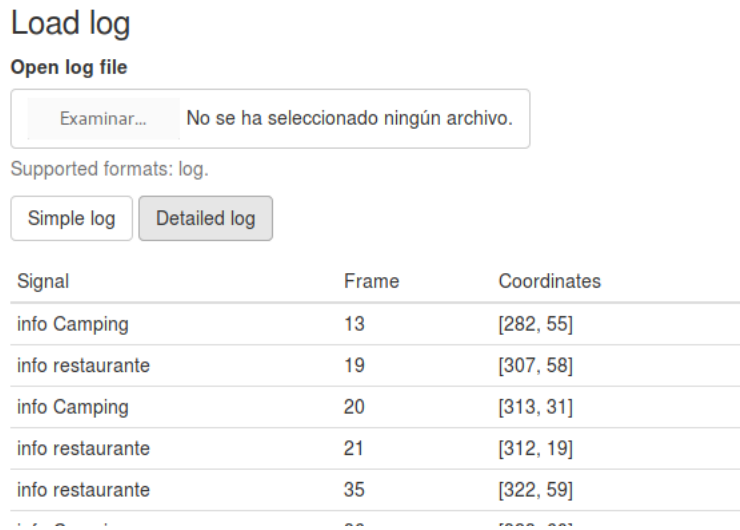 Load log
Open log file
Examinar... No se ha seleccionado ningún archivo.
Supported formats: log.
Simple log Detailed log
Signal Frame Coordinates
info Camping 13 [282, 55]
info restaurante 19 [307, 58]
info Camping 20 [313, 31]
info restaurante 21 [312, 19]
info restaurante 35 [322, 59]